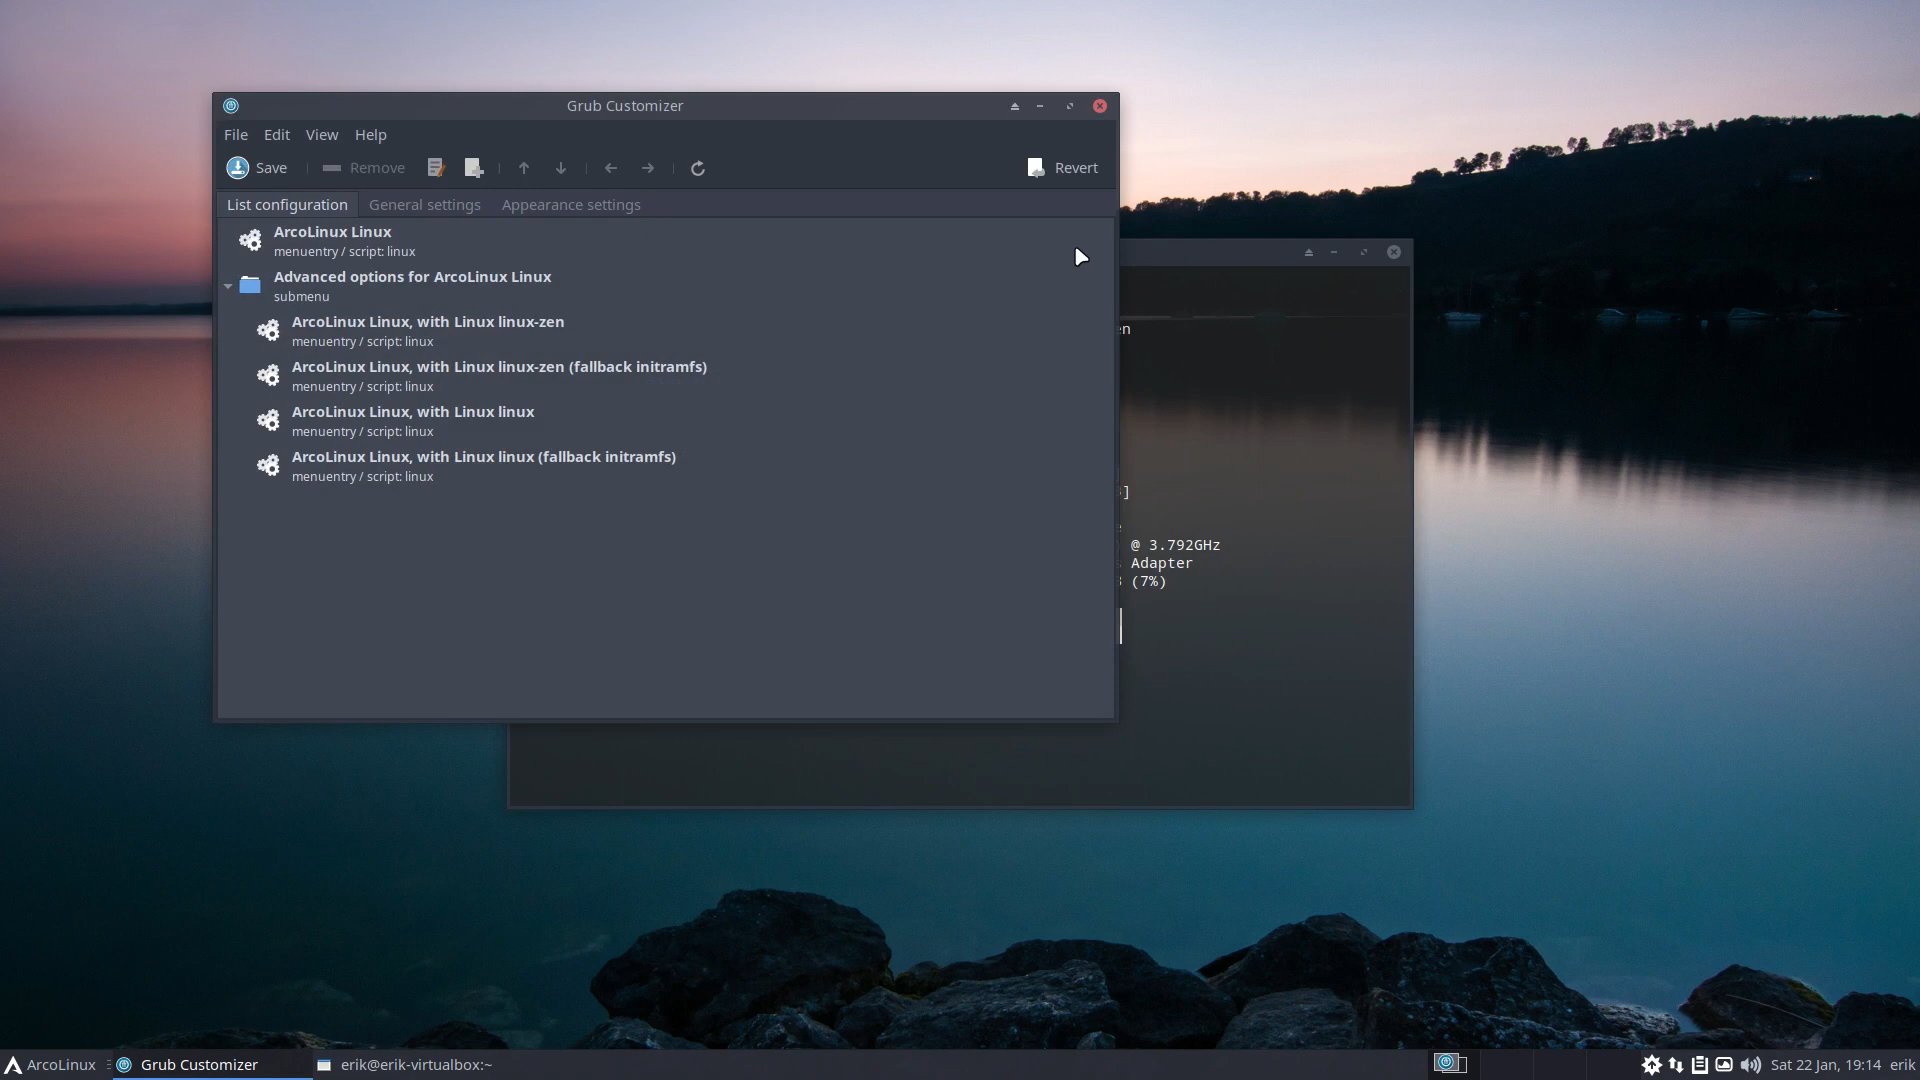 Grub Customizer
File Edit View Help
Save Remove Revert
List configuration General settings Appearance settings
ArcoLinux Linux
menuentry / script: linux
Advanced options for ArcoLinux Linux
submenu
ArcoLinux Linux, with Linux linux-zen
menuentry / script: linux
ArcoLinux Linux, with Linux linux-zen (fallback initramfs)
menuentry / script: linux
ArcoLinux Linux, with Linux linux
menuentry / script: linux
ArcoLinux Linux, with Linux linux (fallback initramfs)
menuentry / script: linux
en
]
@ 3.792GHz
Adapter
(7%)
ArcoLinux Grub Customizer erik@erik-virtualbox:~ Sat 22 Jan, 19:14 erik